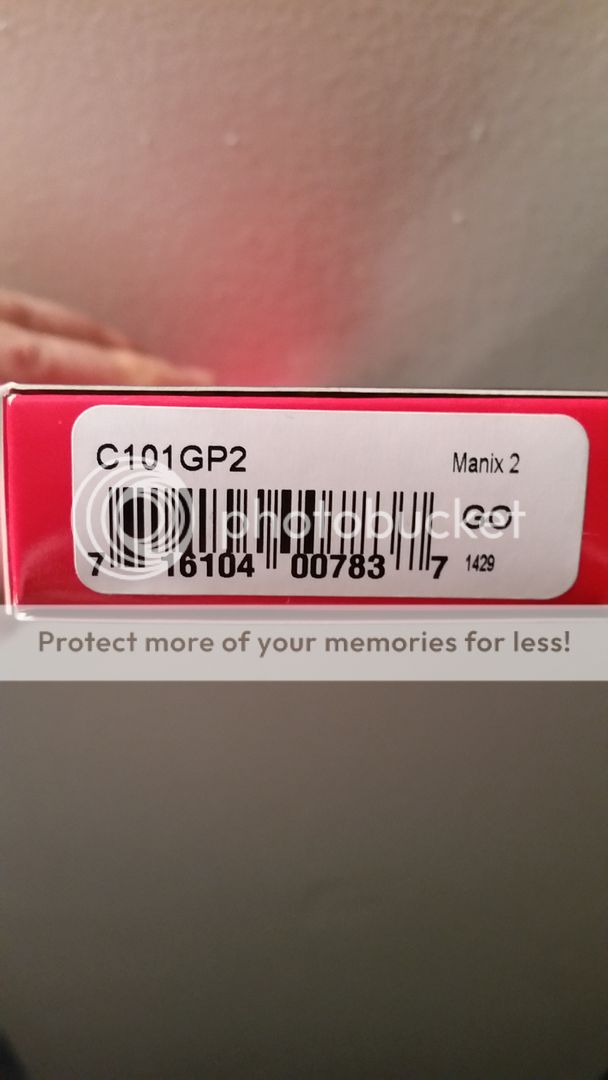 C101GP2
Manix 2
GO
7 16104 00783 7
1429
photobucket
Protect more of your memories for less!